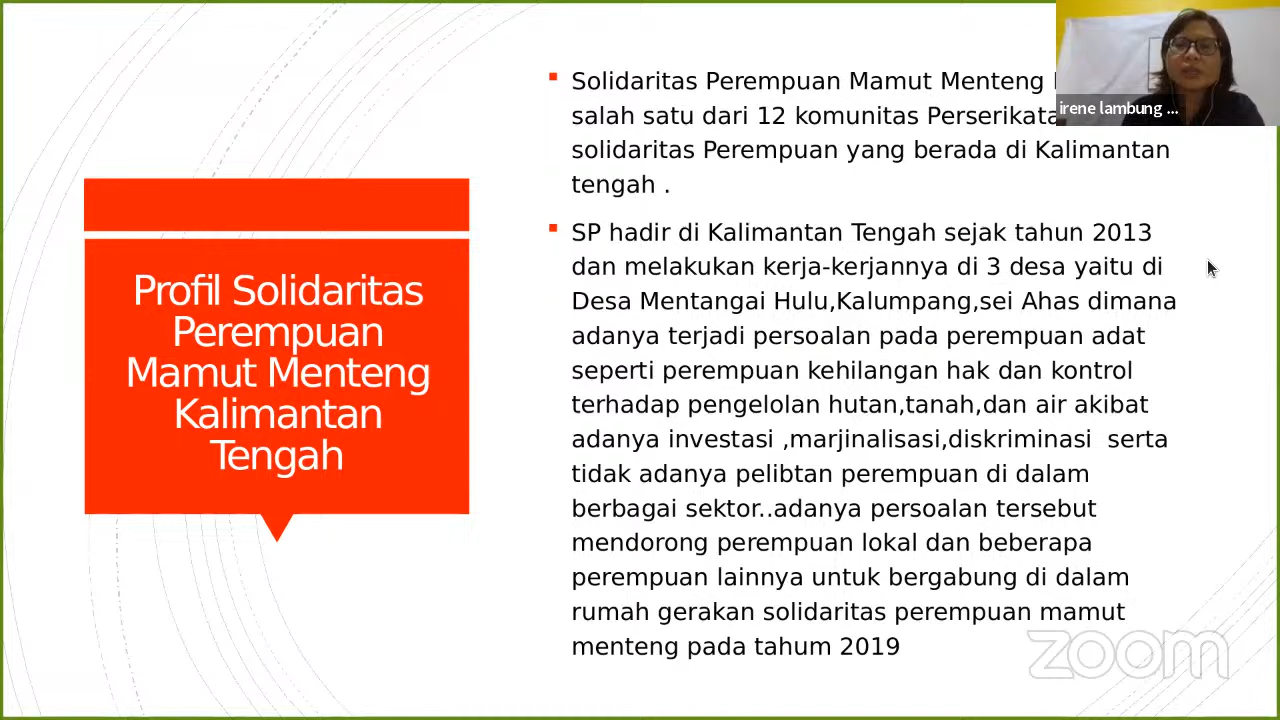 Profil Solidaritas
Perempuan
Mamut Menteng
Kalimantan
Tengah
Solidaritas Perempuan Mamut Menteng
salah satu dari 12 komunitas Perserikata
solidaritas Perempuan yang berada di Kalimantan
tengah .
SP hadir di Kalimantan Tengah sejak tahun 2013
dan melakukan kerja-kerjannya di 3 desa yaitu di
Desa Mentangai Hulu,Kalumpang,sei Ahas dimana
adanya terjadi persoalan pada perempuan adat
seperti perempuan kehilangan hak dan kontrol
terhadap pengelolan hutan,tanah,dan air akibat
adanya investasi ,marjinalisasi,diskriminasi  serta
tidak adanya pelibtan perempuan di dalam
berbagai sektor..adanya persoalan tersebut
mendorong perempuan lokal dan beberapa
perempuan lainnya untuk bergabung di dalam
rumah gerakan solidaritas perempuan mamut
menteng pada tahum 2019
irene lambung ...
zoom